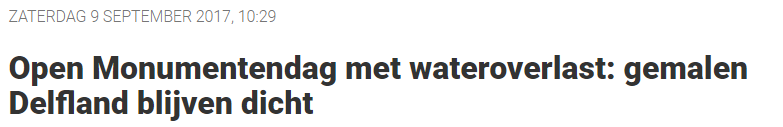 ZATERDAG 9 SEPTEMBER 2017, 10:29
Open Monumentendag met wateroverlast: gemalen
Delfland blijven dicht